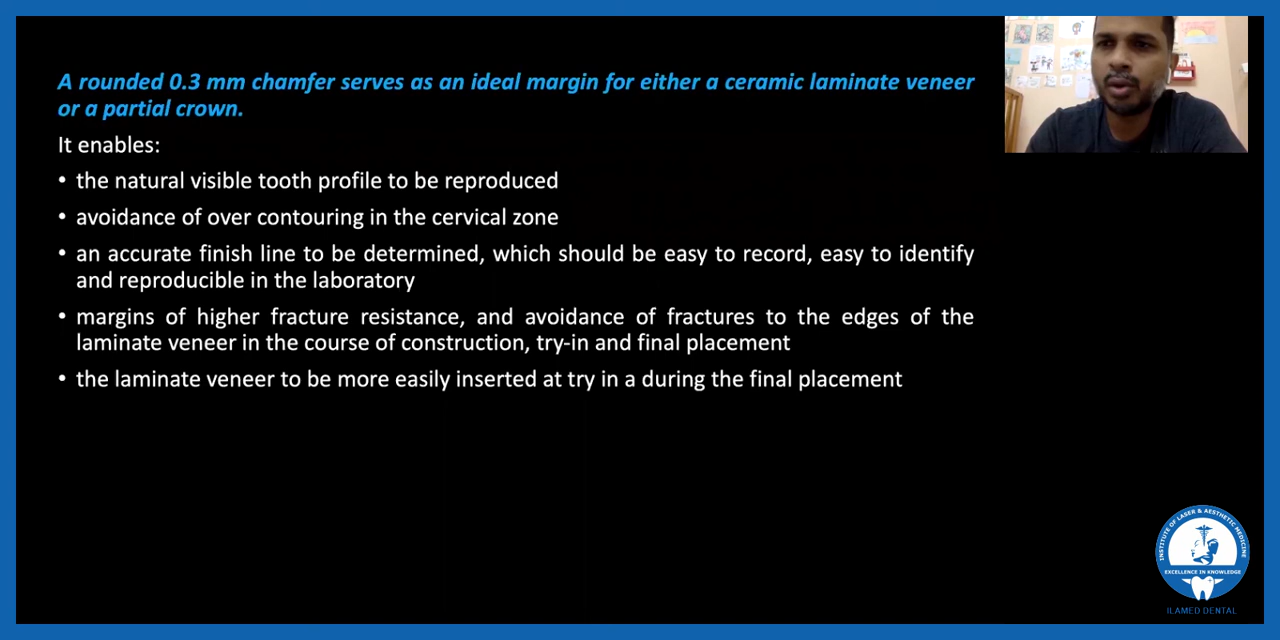 A rounded 0.3 mm chamfer serves as an ideal margin for either a ceramic laminate veneer
or a partial crown.
It enables:
• the natural visible tooth profile to be reproduced
• avoidance of over contouring in the cervical zone
• an accurate finish line to be determined, which should be easy to record, easy to identify
and reproducible in the laboratory
• margins of higher fracture resistance, and avoidance of fractures to the edges of the
laminate veneer in the course of construction, try-in and final placement
• the laminate veneer to be more easily inserted at try in a during the final placement
INSTITUTE OF LASER & AESTHETIC MEDICINE
EXCELLENCE IN KNOWLEDGE
ILAMED DENTAL